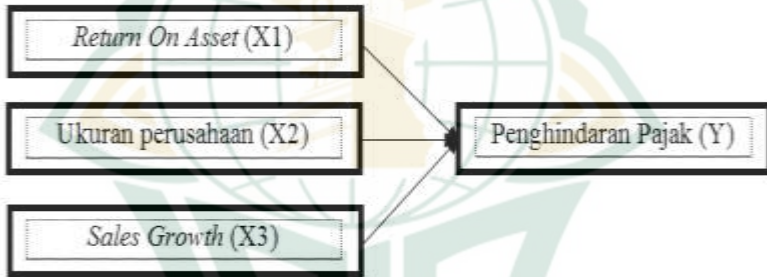 Return On Asset (X1)
Ukuran perusahaan (X2)
Penghindaran Pajak (Y)
Sales Growth (X3)